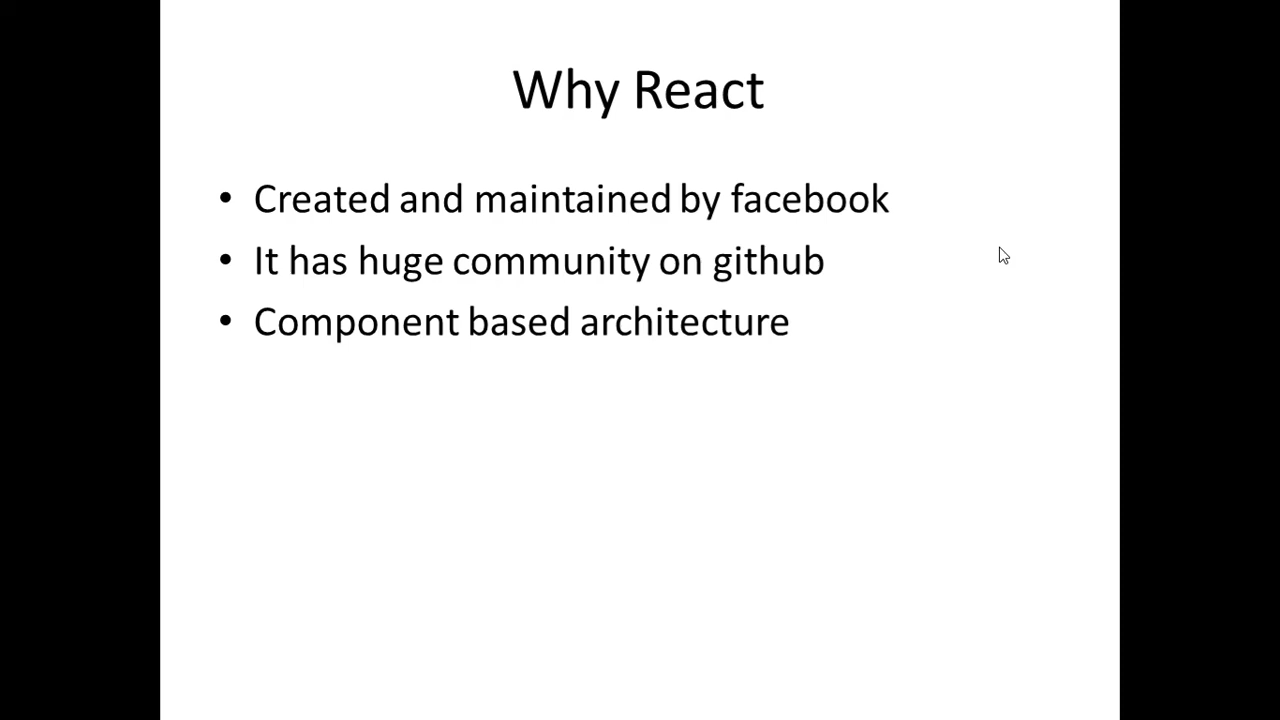 Why React
• Created and maintained by facebook
• It has huge community on github
• Component based architecture